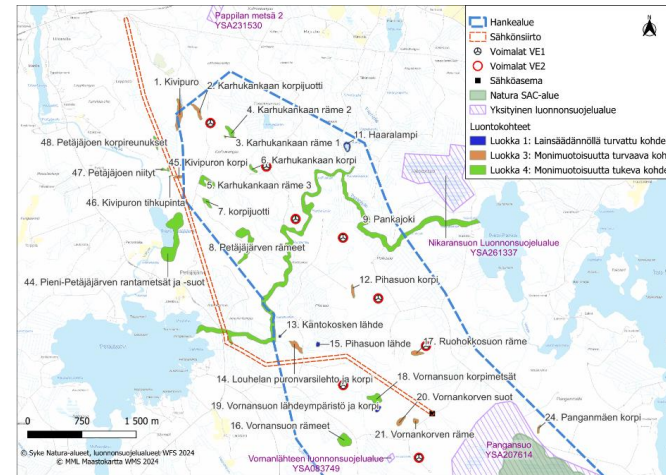 Pappilan metsä 2
YSA231530
Hankealue
Sähkönsiirto
Voimalat VE1
Voimalat VE2
Sähköasema
Natura SAC-alue
Yksityinen luonnonsuojelualue
Luontokohteet
Luokka 1: Lainsäädännöllä turvattu kohde
Luokka 3: Monimuotoisuutta turvaava koh
Luokka 4: Monimuotoisuutta tukeva kohde
N
1. Kivipuro
2. Karhukankaan korpijuotti
4. Karhukankaan räme 2
3. Karhukankaan räme 1
11. Haaralampi
48. Petäjäjoen korpireunukset
45. Kivipuron korpi
6. Karhukankaan korpi
47. Petäjäjoen niityt
5. Karhukankaan räme 3
46. Kivipuron tihkupinta
7. korpijuotti
9. Pankajoki
8. Petäjäjärven rämeet
Nikaransuon Luonnonsuojelualue
YSA261337
44. Pieni-Petäjäjärven rantametsät ja -suot
12. Pihasuon korpi
13. Käntökosken lähde
15. Pihasuon lähde
17. Ruohokkosuon räme
14. Louhelan puronvarsilehto ja korpi
18. Vornansuon korpimetsät
19. Vornansuon lähdeympäristö ja korpi
20. Vornankorven suot
16. Vornansuon rämeet
21. Vornankorven räme
24. Panganmäen korpi
Pangansuo
YSA207614
Vornanlähteen luonnonsuojelualue
YSA083749
0 750 1 500 m
© Syke Natura-alueet, luonnonsuojelualueet WFS 2024
© MML Maastokartta WMS 2024